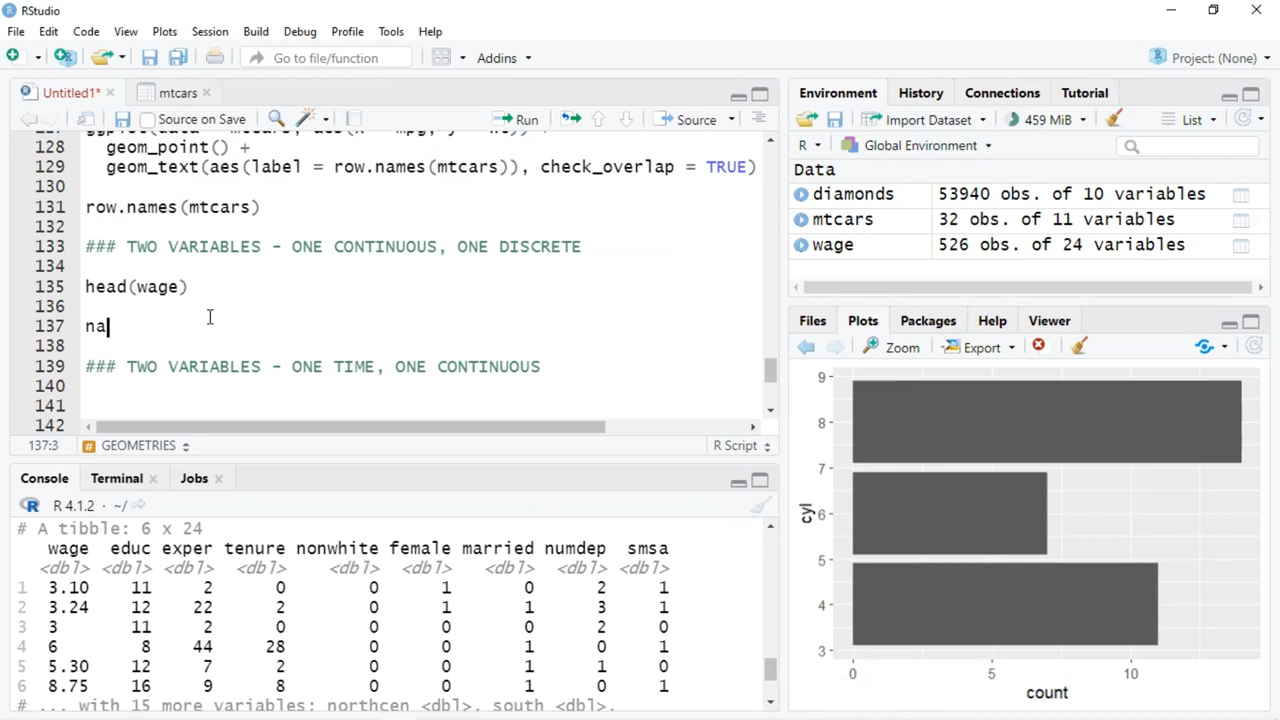 RStudio
File Edit Code View Plots Session Build Debug Profile Tools Help
Go to file/function Addins Project: (None)
Untitled1* mtcars
Source on Save Run Source
128 geom_point() +
129 geom_text(aes(label = row.names(mtcars)), check_overlap = TRUE)
130
131 row.names(mtcars)
132
133 ### TWO VARIABLES - ONE CONTINUOUS, ONE DISCRETE
134
135 head(wage)
136
137 na
138
139 ### TWO VARIABLES - ONE TIME, ONE CONTINUOUS
140
141
142
137:3 # GEOMETRIES R Script
Console Terminal Jobs
R 4.1.2 · ~/
# A tibble: 6 x 24
wage educ exper tenure nonwhite female married numdep smsa
<dbl> <dbl> <dbl> <dbl> <dbl> <dbl> <dbl> <dbl> <dbl>
1 3.10 11 2 0 0 1 0 2 1
2 3.24 12 22 2 0 1 1 3 1
3 3 11 2 0 0 0 0 2 0
4 6 8 44 28 0 0 1 0 1
5 5.30 12 7 2 0 0 1 1 0
6 8.75 16 9 8 0 0 1 0 1
# ... with 15 more variables: northcen <dbl>, south <dbl>,
Environment History Connections Tutorial
Import Dataset 459 MiB List
R Global Environment
Data
diamonds 53940 obs. of 10 variables
mtcars 32 obs. of 11 variables
wage 526 obs. of 24 variables
Files Plots Packages Help Viewer
Zoom Export
9
8
7
6
5
4
3
cyl
0 5 10
count